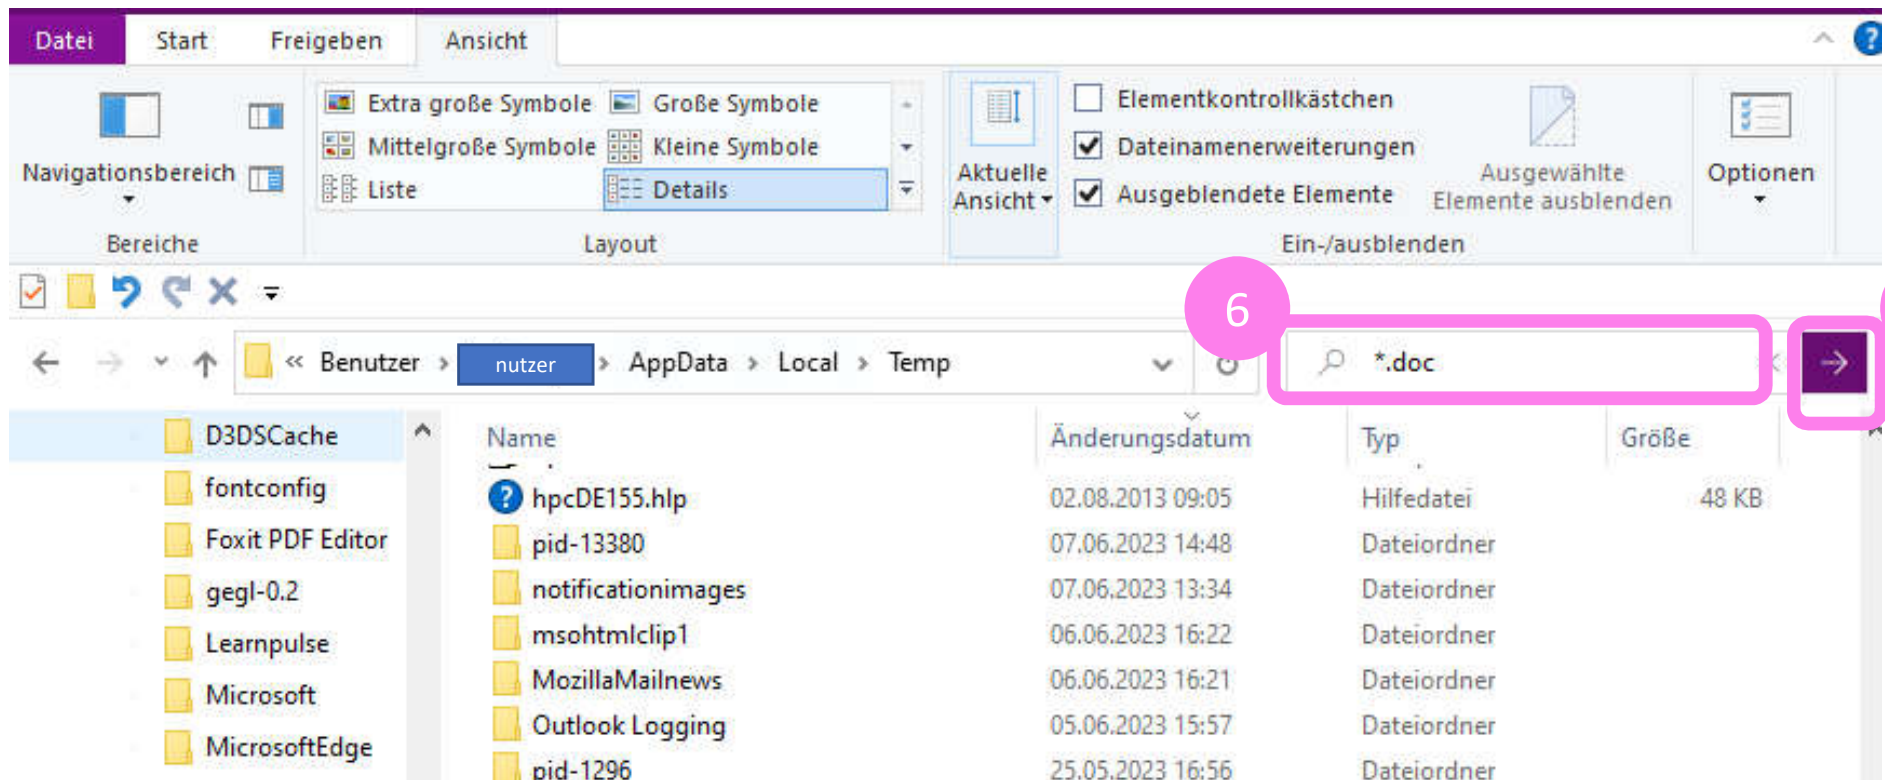 Datei Start Freigeben Ansicht ?
Extra große Symbole Große Symbole
Mittelgroße Symbole Kleine Symbole
Liste Details
Navigationsbereich
Aktuelle Ansicht
Elementkontrollkästchen
Dateinamenerweiterungen
Ausgeblendete Elemente
Ausgewählte
Elemente ausblenden
Optionen
Bereiche Layout Ein-/ausblenden
6
« Benutzer > nutzer > AppData > Local > Temp *.doc
D3DSCache
fontconfig
Foxit PDF Editor
gegl-0.2
Learnpulse
Microsoft
MicrosoftEdge
Name Änderungsdatum Typ Größe
hpcDE155.hlp 02.08.2013 09:05 Hilfedatei 48 KB
pid-13380 07.06.2023 14:48 Dateiordner
notificationimages 07.06.2023 13:34 Dateiordner
msohtmlclip1 06.06.2023 16:22 Dateiordner
MozillaMailnews 06.06.2023 16:21 Dateiordner
Outlook Logging 05.06.2023 15:57 Dateiordner
pid-1296 25.05.2023 16:56 Dateiordner